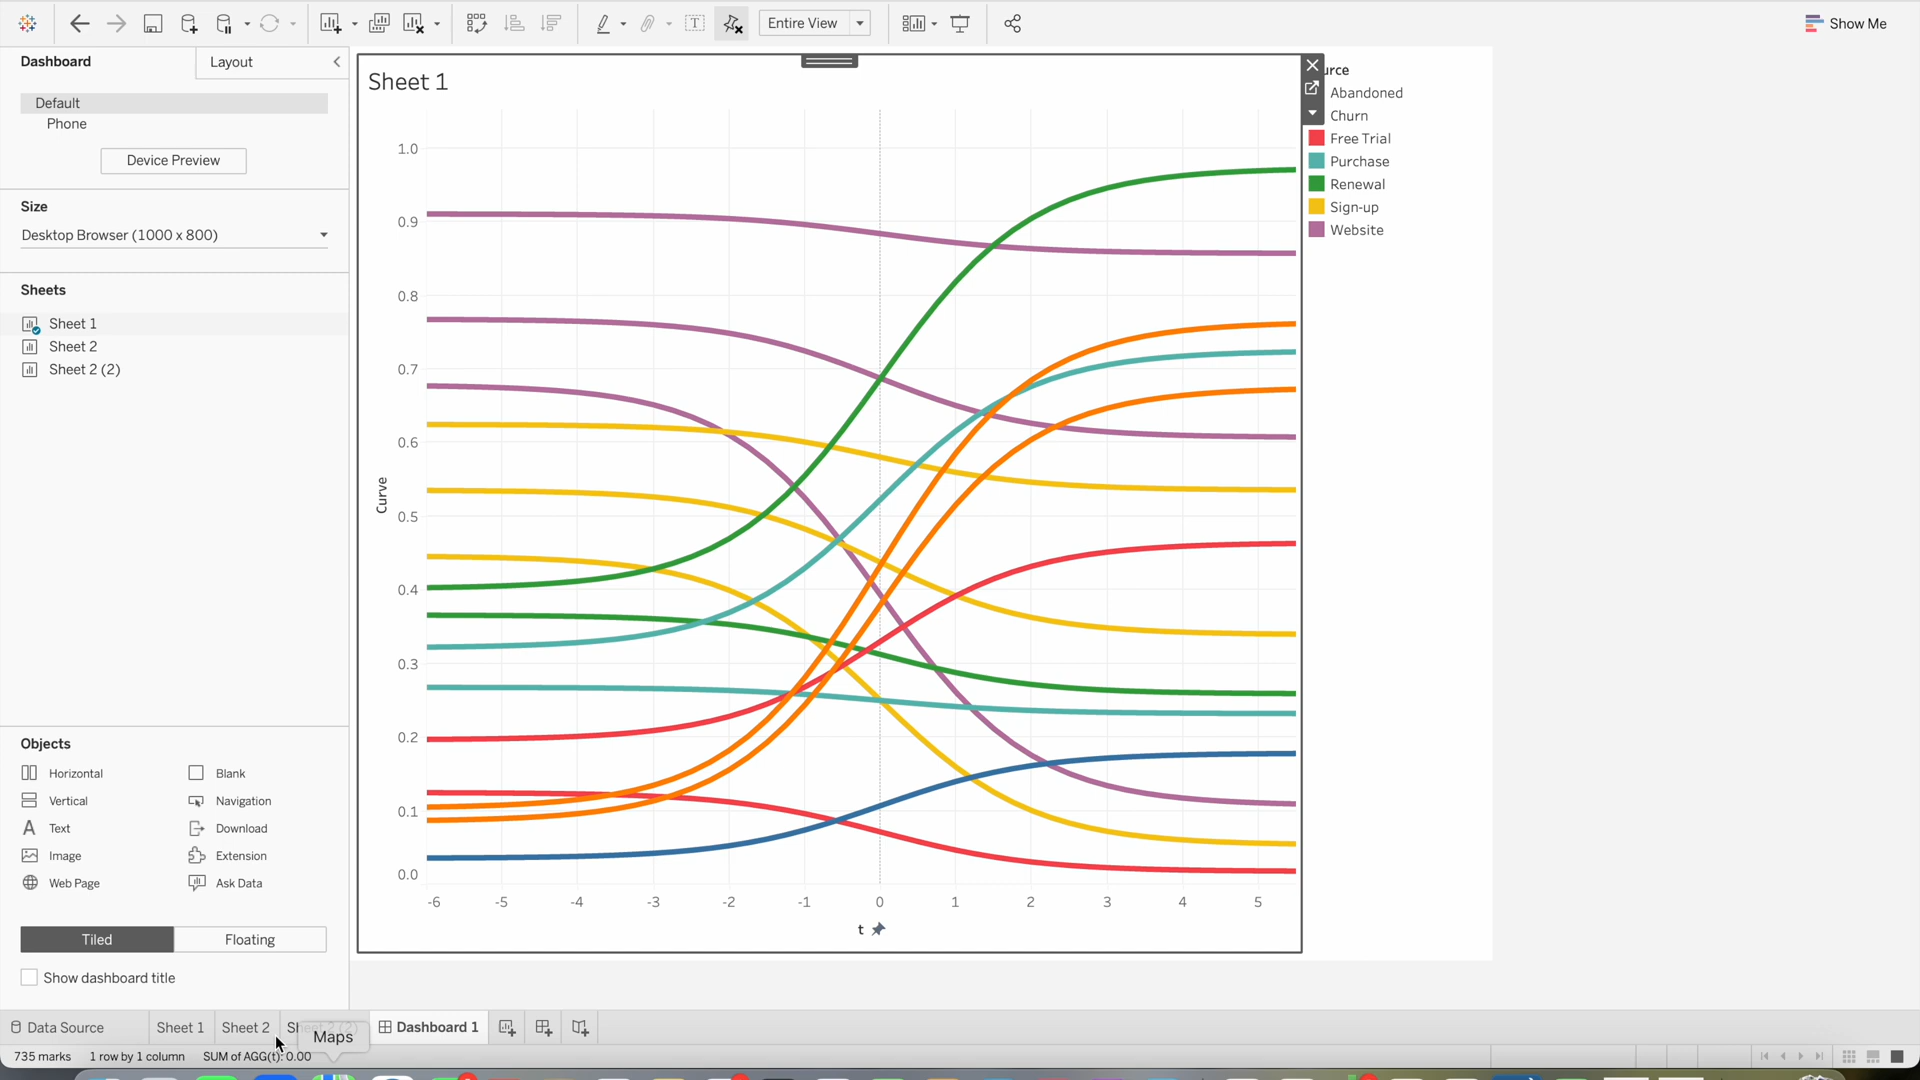 Entire View
Show Me
Dashboard
Layout
Default
Phone
Device Preview
Size
Desktop Browser (1000 x 800)
Sheets
Sheet 1
Sheet 2
Sheet 2 (2)
Objects
Horizontal
Blank
Vertical
Navigation
Text
Download
Image
Extension
Web Page
Ask Data
Tiled
Floating
Show dashboard title
Sheet 1
1.0
0.9
0.8
0.7
0.6
0.5
0.4
0.3
0.2
0.1
0.0
Curve
-6 -5 -4 -3 -2 -1 0 1 2 3 4 5
t
Abandoned
Churn
Free Trial
Purchase
Renewal
Sign-up
Website
Data Source
Sheet 1
Sheet 2
Dashboard 1
Maps
735 marks
1 row by 1 column
SUM of AGG(t): 0.00